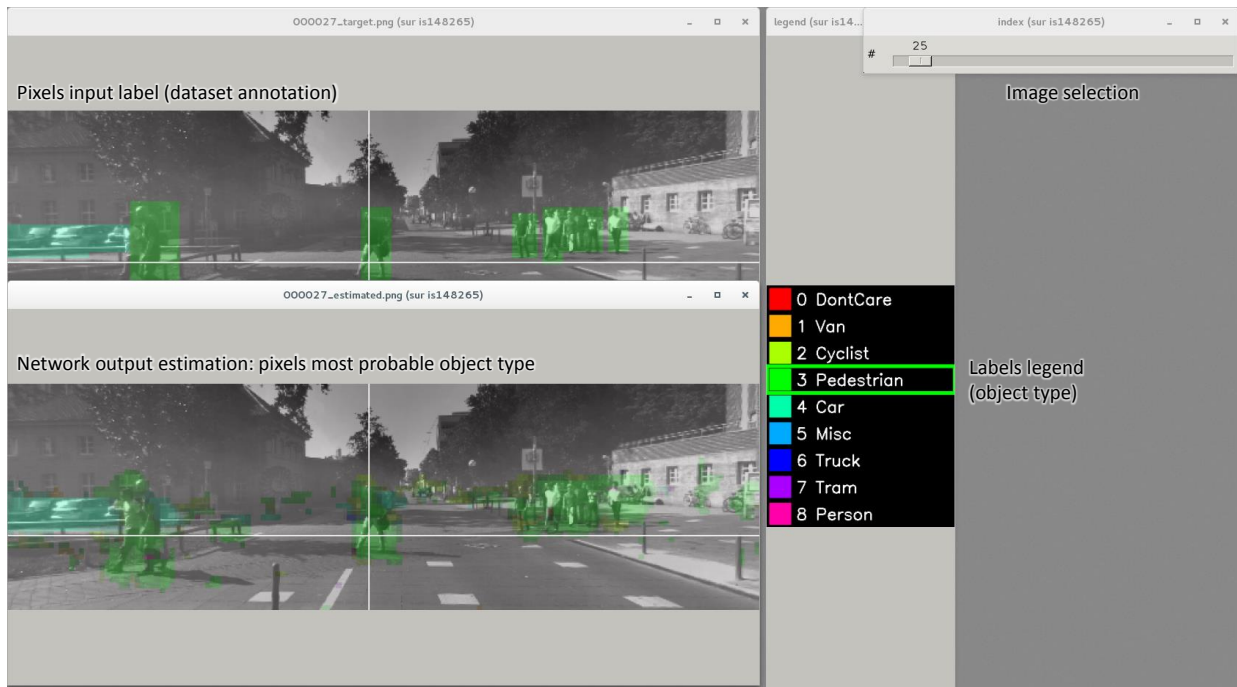 000027_target.png (sur is148265)
legend (sur is14...
index (sur is148265)
# 25
Pixels input label (dataset annotation)
Image selection
000027_estimated.png (sur is148265)
Network output estimation: pixels most probable object type
0 DontCare
1 Van
2 Cyclist
3 Pedestrian
4 Car
5 Misc
6 Truck
7 Tram
8 Person
Labels legend
(object type)